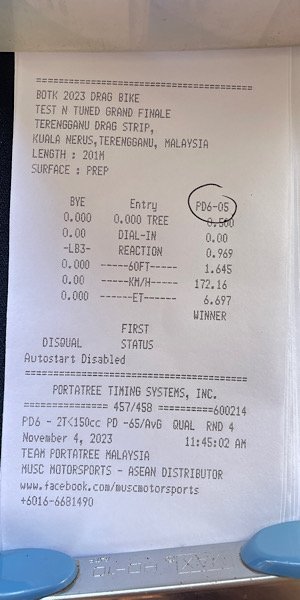 =====================================
BOTK 2023 DRAG BIKE
TEST N TUNED GRAND FINALE
TERENGGANU DRAG STRIP,
KUALA NERUS,TERENGGANU, MALAYSIA
LENGTH : 201M
SURFACE : PREP
BYE Entry PD6-05
0.000 0.000 TREE 0.500
0.00 DIAL-IN 0.00
-LB3- REACTION 0.969
0.000 ------60FT----- 1.645
0.00 -----KM/H----- 172.16
0.000 ------ET------ 6.697
WINNER
FIRST
DISQUAL STATUS
Autostart Disabled
=====================================
PORTATREE TIMING SYSTEMS, INC.
============== 457/458 ==========600214
PD6 - 2T<150cc PD -65/AvG QUAL RND 4
November 4, 2023 11:45:02 AM
TEAM PORTATREE MALAYSIA
MUSC MOTORSPORTS - ASEAN DISTRIBUTOR
www.facebook.com/muscmotorsports
+6016-6681490